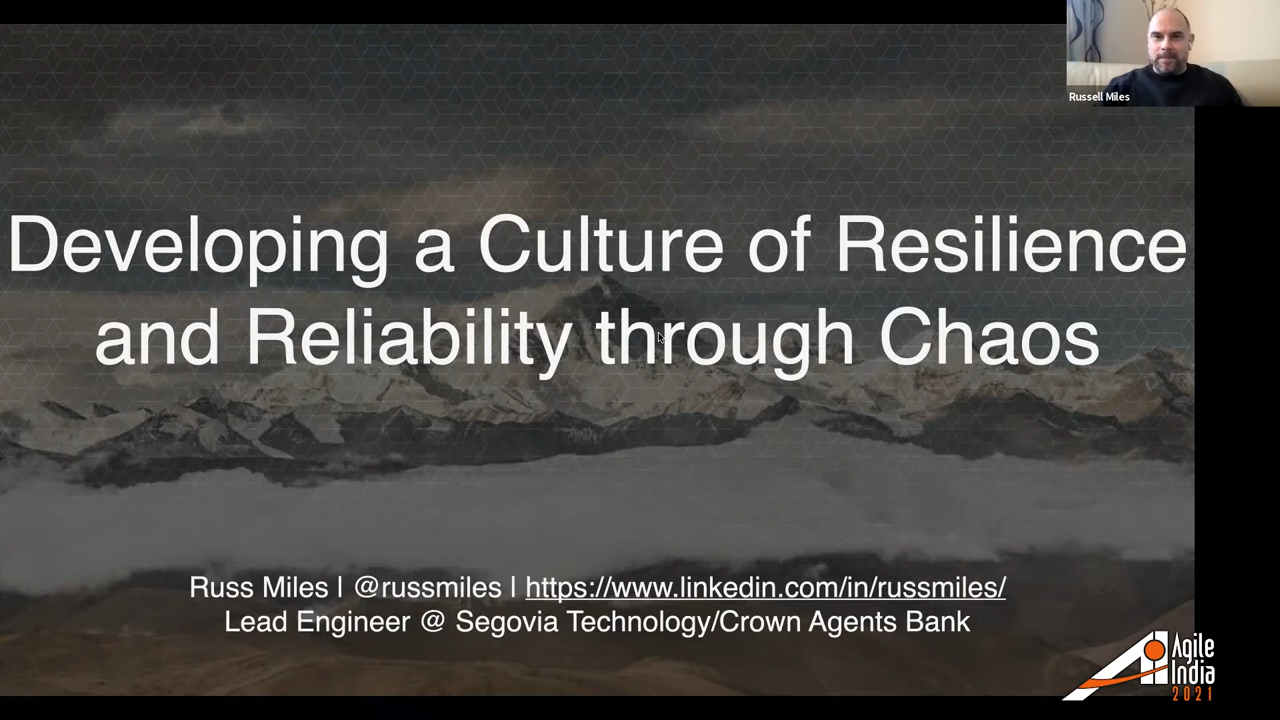 Russell Miles
Developing a Culture of Resilience
and Reliability through Chaos
Russ Miles | @russmiles | https://www.linkedin.com/in/russmiles/
Lead Engineer @ Segovia Technology/Crown Agents Bank
Agile
India
2021